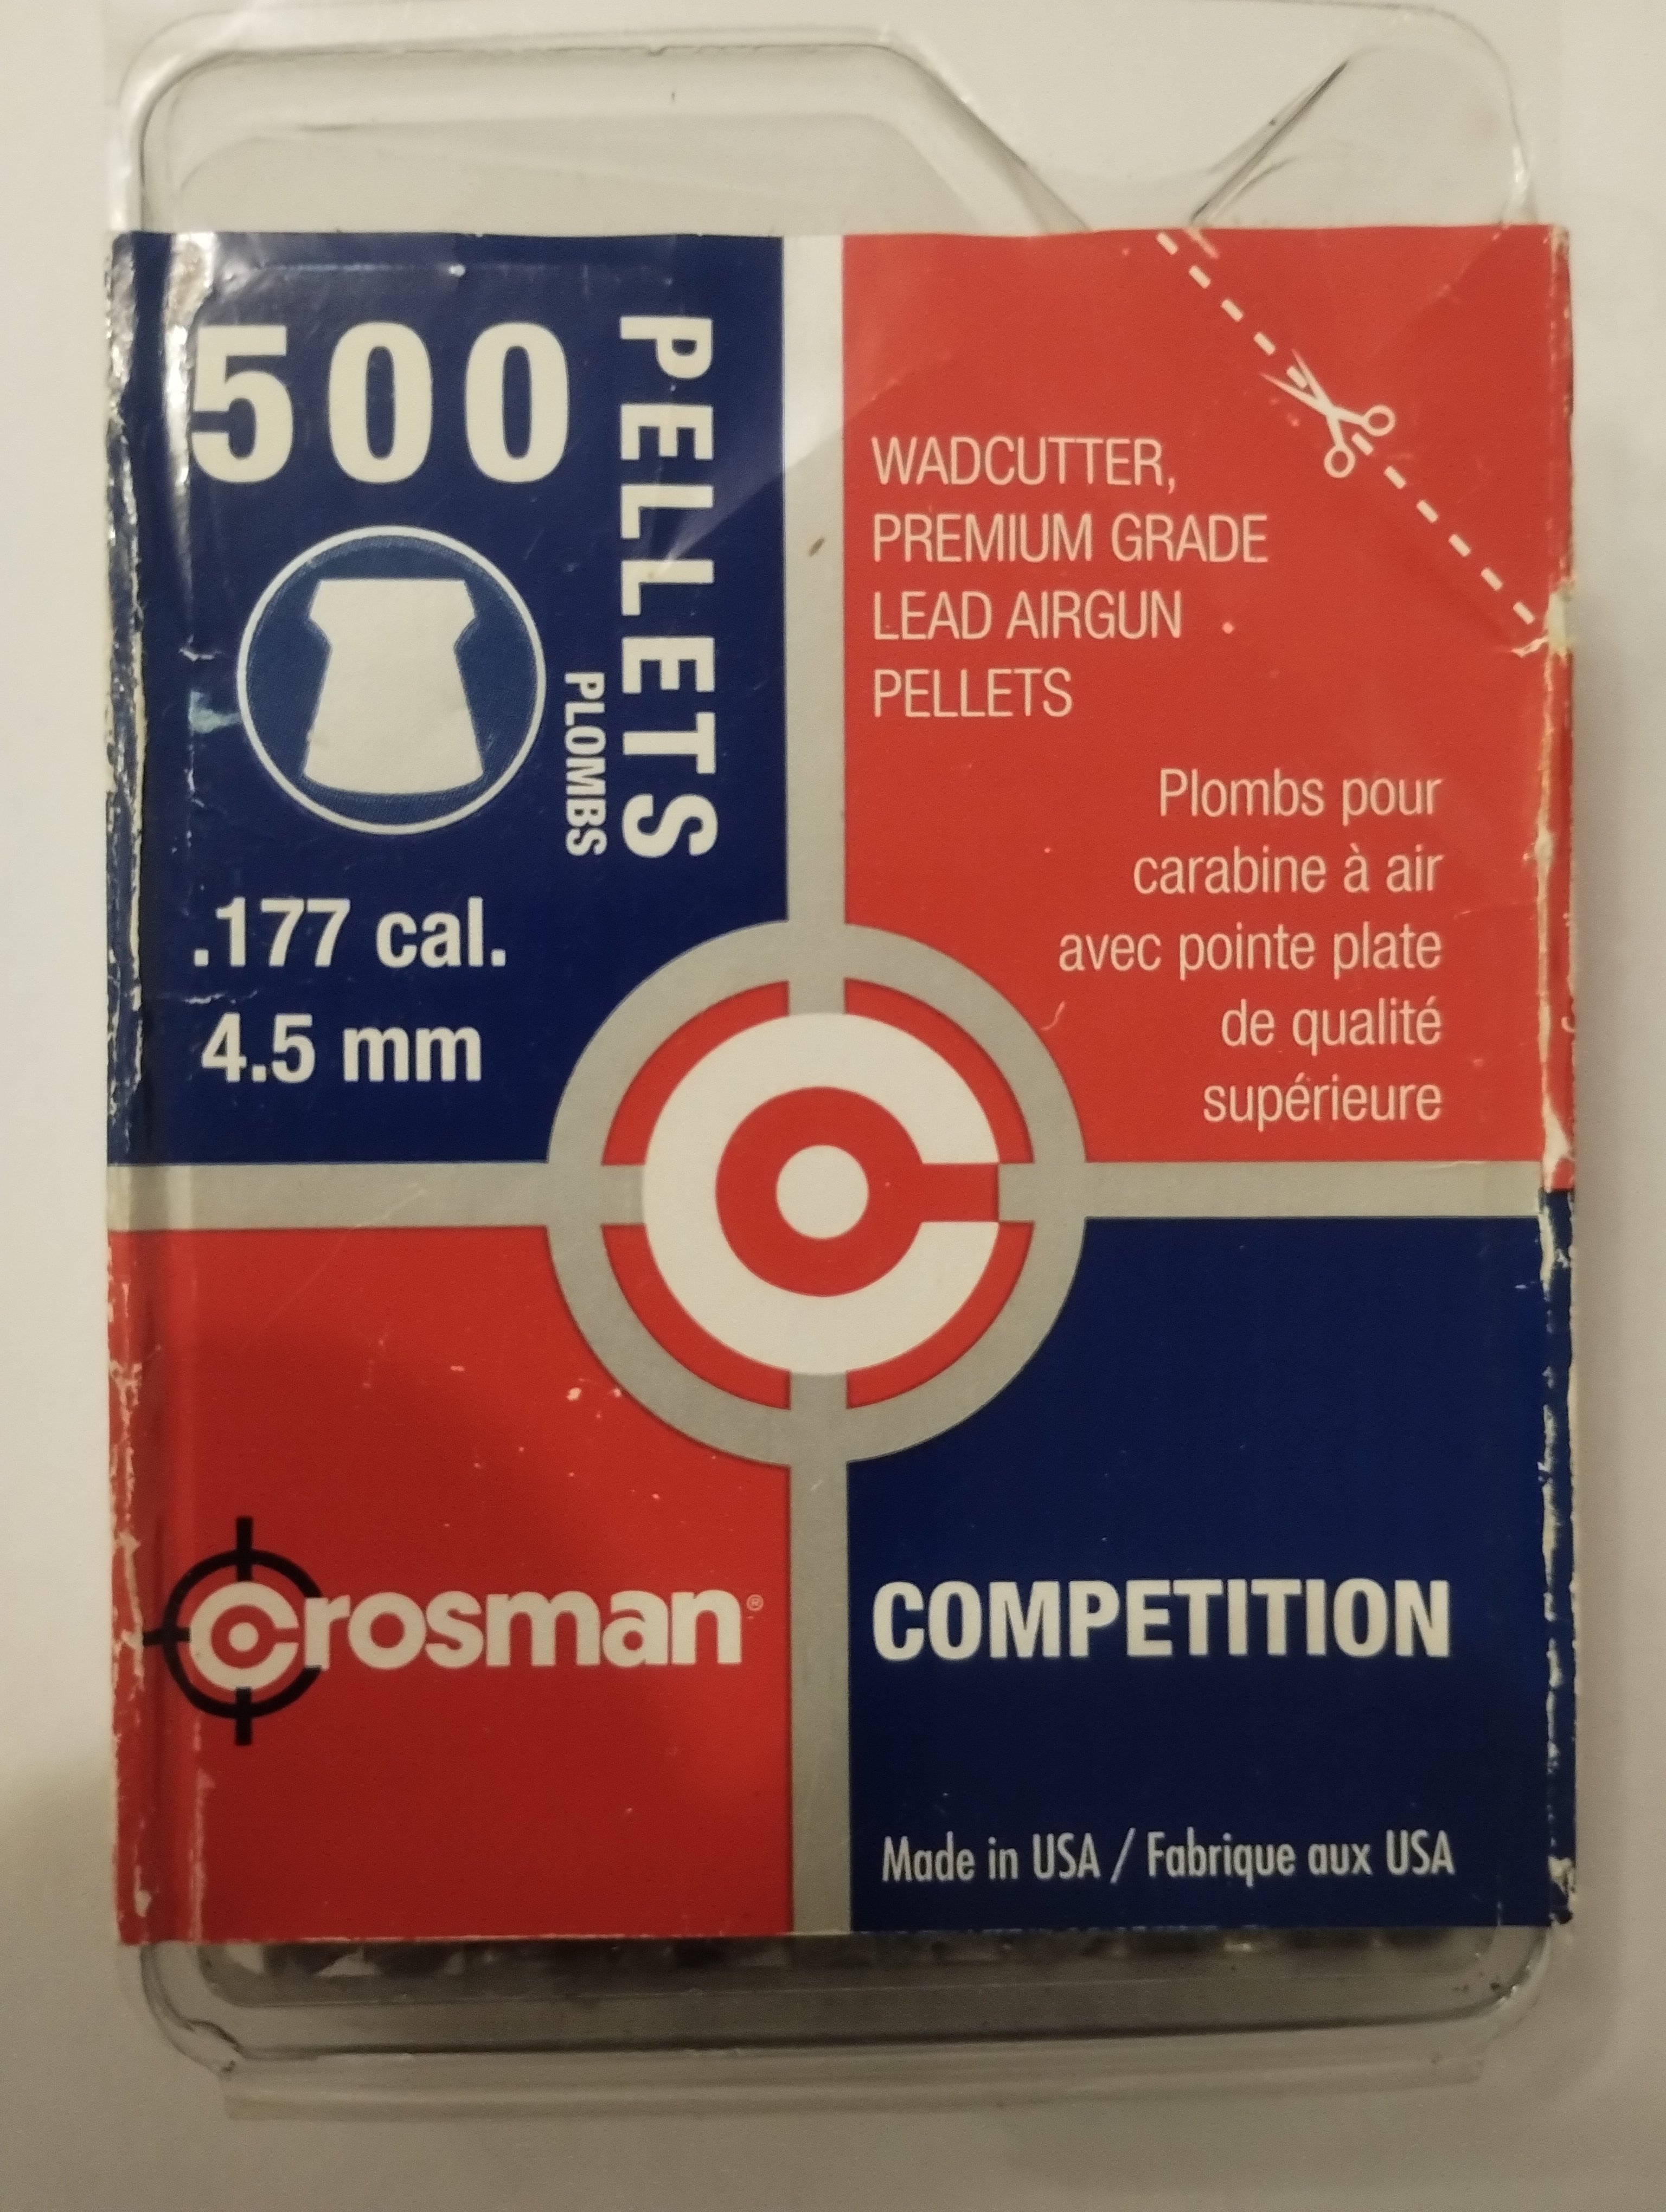 500
PELLETS
PLOMBS
.177 cal.
4.5 mm
WADCUTTER,
PREMIUM GRADE
LEAD AIRGUN
PELLETS
Plombs pour
carabine à air
avec pointe plate
de qualité
supérieure
crosman®
COMPETITION
Made in USA / Fabrique aux USA